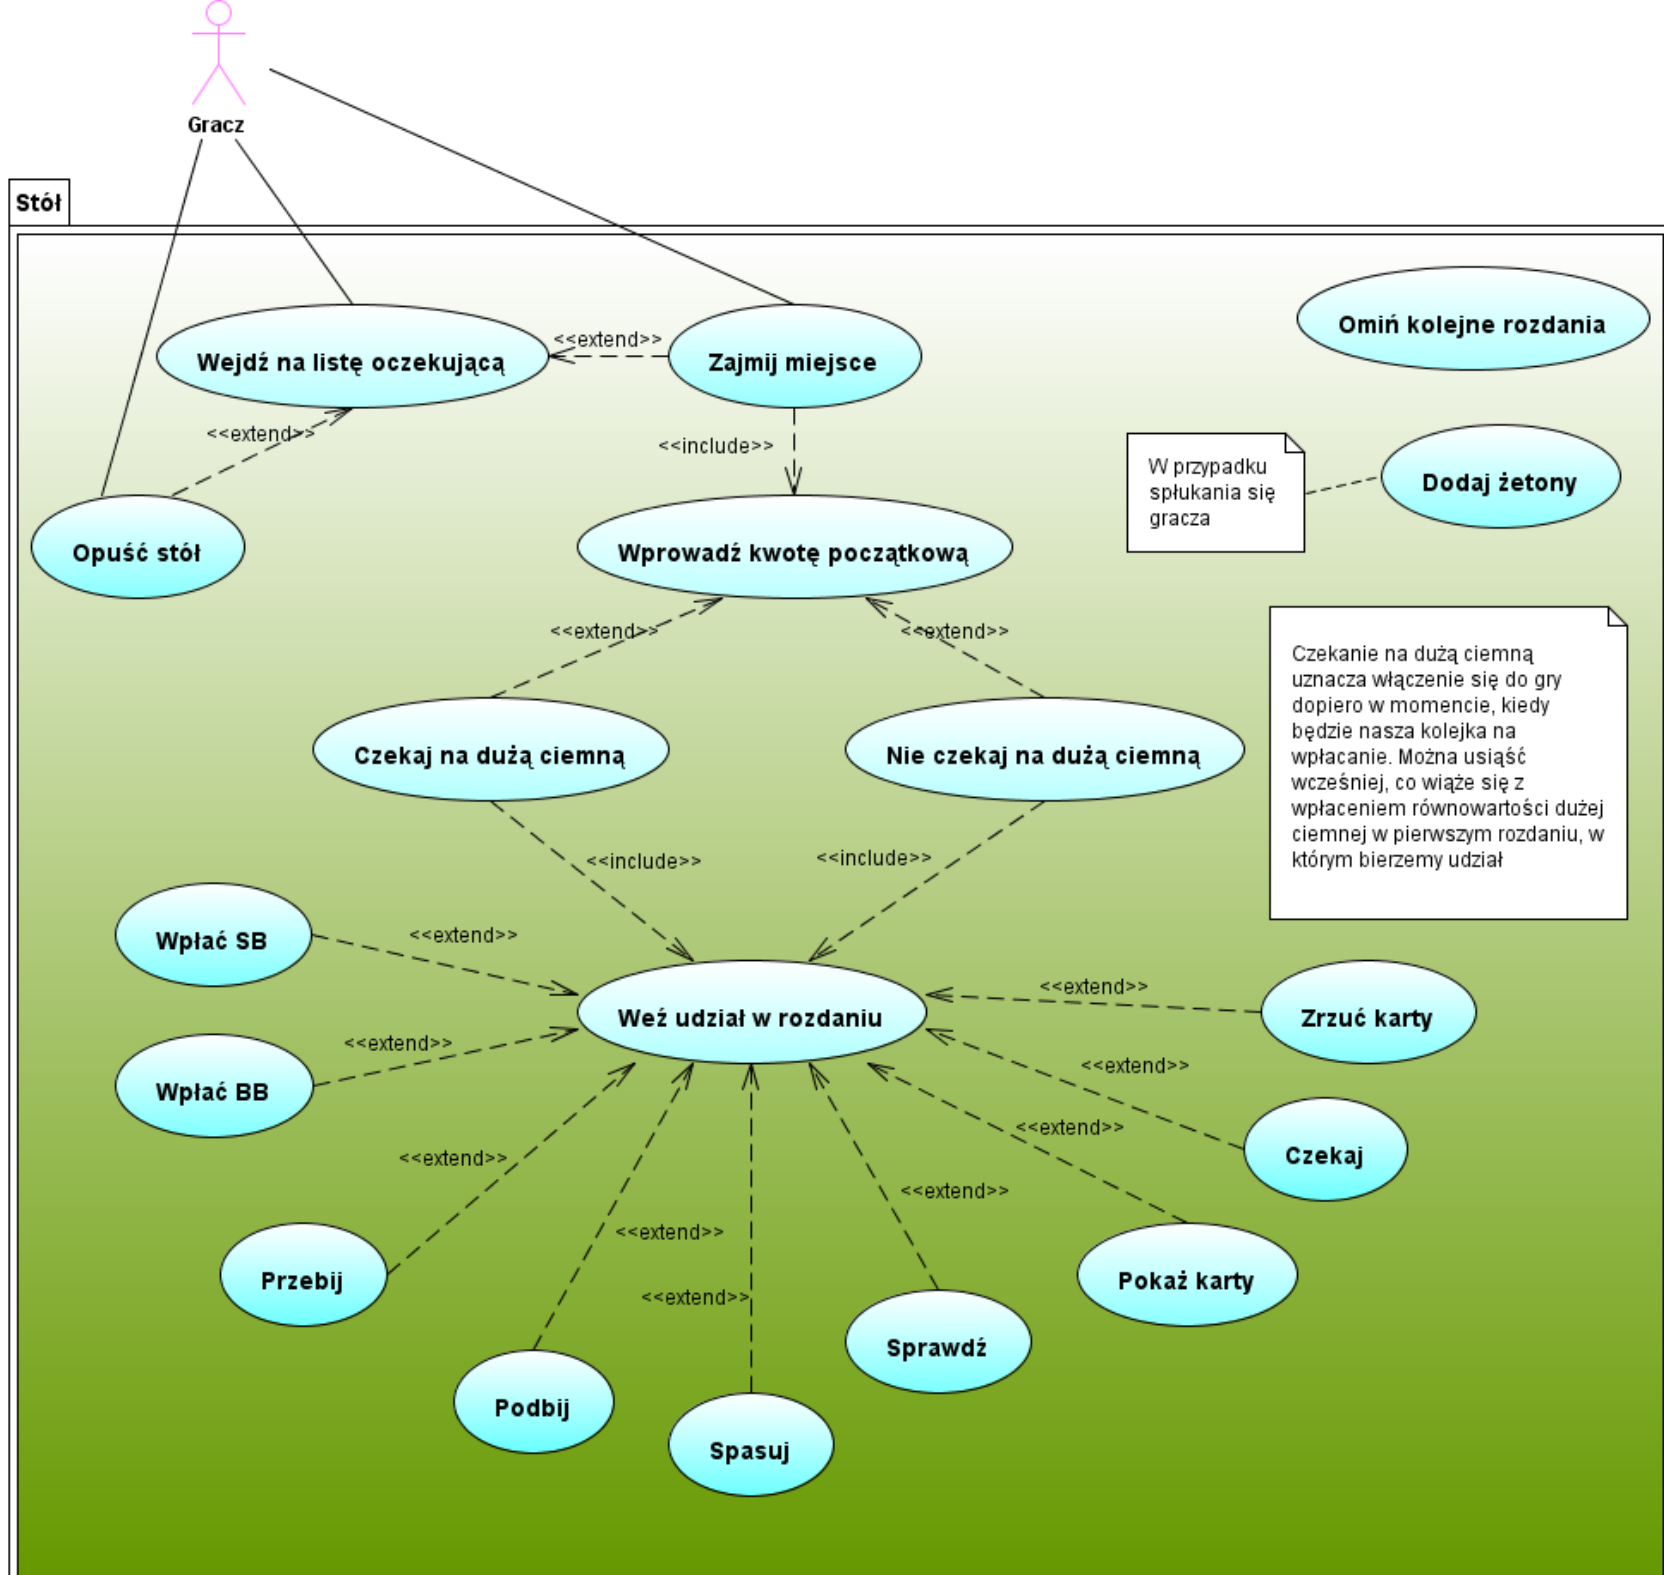 Gracz
Stół
Omiń kolejne rozdania
<<extend>>
Wejdź na listę oczekującą
Zajmij miejsce
<<extend>>
<<include>>
W przypadku
spłukania się
gracza
Dodaj żetony
Opuść stół
Wprowadź kwotę początkową
<<extend>>
<<extend>>
Czekanie na dużą ciemną
uznacza włączenie się do gry
dopiero w momencie, kiedy
będzie nasza kolejka na
wpłacanie. Można usiąść
wcześniej, co wiąże się z
wpłaceniem równowartości dużej
ciemnej w pierwszym rozdaniu, w
którym bierzemy udział
Czekaj na dużą ciemną
Nie czekaj na dużą ciemną
<<include>>
<<include>>
Wpłać SB
<<extend>>
Weź udział w rozdaniu
<<extend>>
Zrzuć karty
<<extend>>
Wpłać BB
<<extend>>
Czekaj
<<extend>>
<<extend>>
<<extend>>
Przebij
<<extend>>
<<extend>>
Pokaż karty
Sprawdź
Podbij
Spasuj